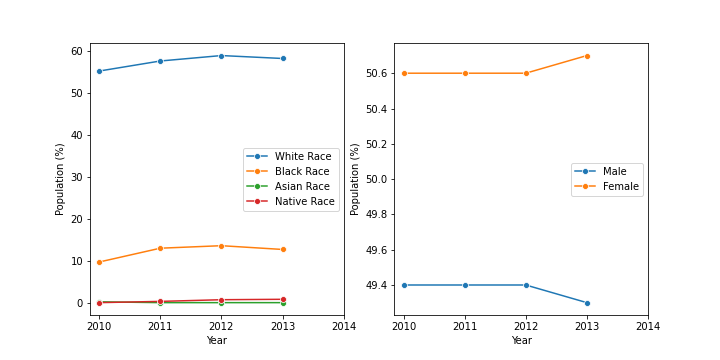 60
50
40
30
20
10
0
Population (%)
2010 2011 2012 2013 2014
Year
White Race
Black Race
Asian Race
Native Race
50.6
50.4
50.2
50.0
49.8
49.6
49.4
Population (%)
2010 2011 2012 2013 2014
Year
Male
Female